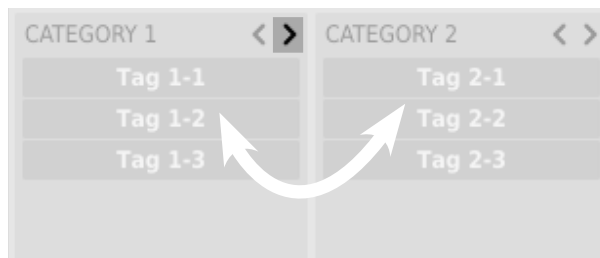 CATEGORY 1 < >
Tag 1-1
Tag 1-2
Tag 1-3
CATEGORY 2 < >
Tag 2-1
Tag 2-2
Tag 2-3